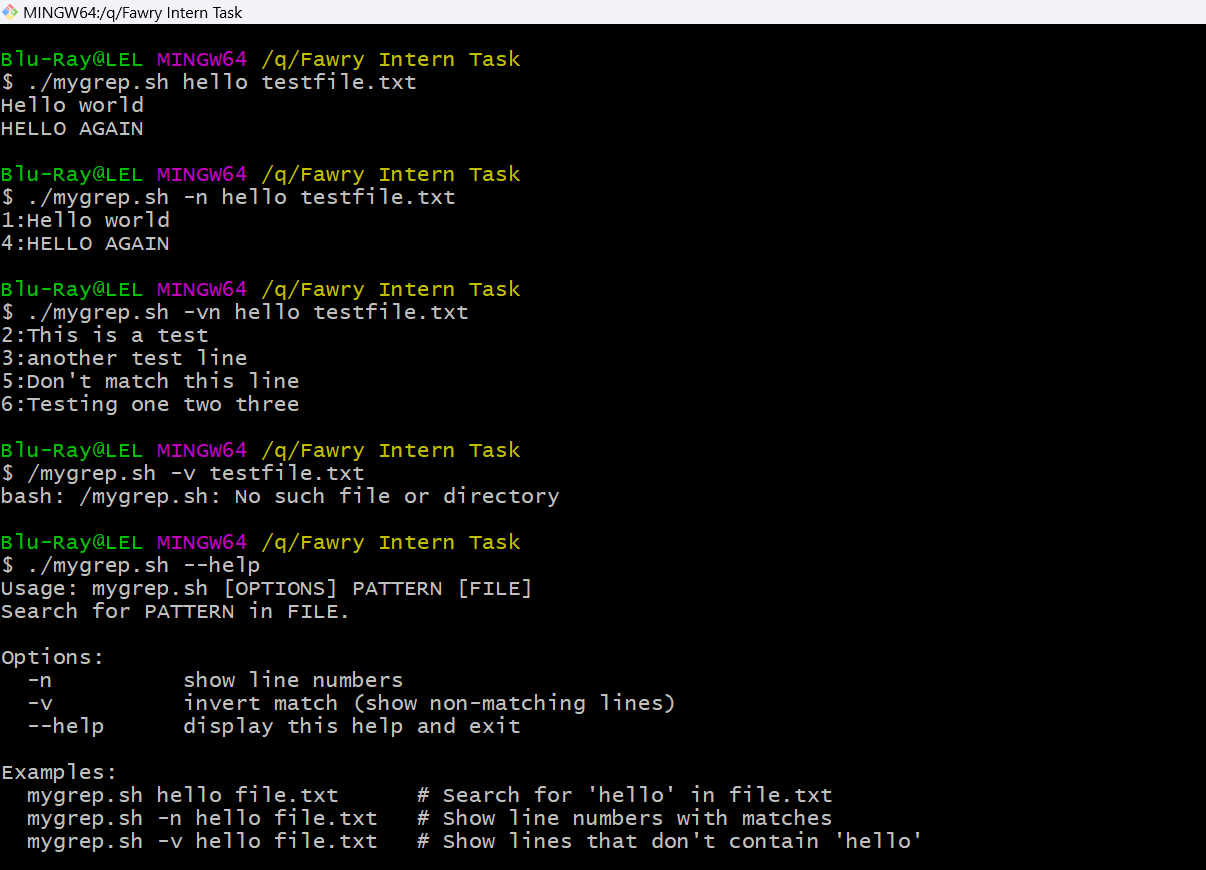 MINGW64:/q/Fawry Intern Task
Blu-Ray@LEL MINGW64 /q/Fawry Intern Task
$ ./mygrep.sh hello testfile.txt
Hello world
HELLO AGAIN
Blu-Ray@LEL MINGW64 /q/Fawry Intern Task
$ ./mygrep.sh -n hello testfile.txt
1:Hello world
4:HELLO AGAIN
Blu-Ray@LEL MINGW64 /q/Fawry Intern Task
$ ./mygrep.sh -vn hello testfile.txt
2:This is a test
3:another test line
5:Don't match this line
6:Testing one two three
Blu-Ray@LEL MINGW64 /q/Fawry Intern Task
$ /mygrep.sh -v testfile.txt
bash: /mygrep.sh: No such file or directory
Blu-Ray@LEL MINGW64 /q/Fawry Intern Task
$ ./mygrep.sh --help
Usage: mygrep.sh [OPTIONS] PATTERN [FILE]
Search for PATTERN in FILE.
Options:
  -n          show line numbers
  -v          invert match (show non-matching lines)
  --help      display this help and exit
Examples:
  mygrep.sh hello file.txt      # Search for 'hello' in file.txt
  mygrep.sh -n hello file.txt   # Show line numbers with matches
  mygrep.sh -v hello file.txt   # Show lines that don't contain 'hello'